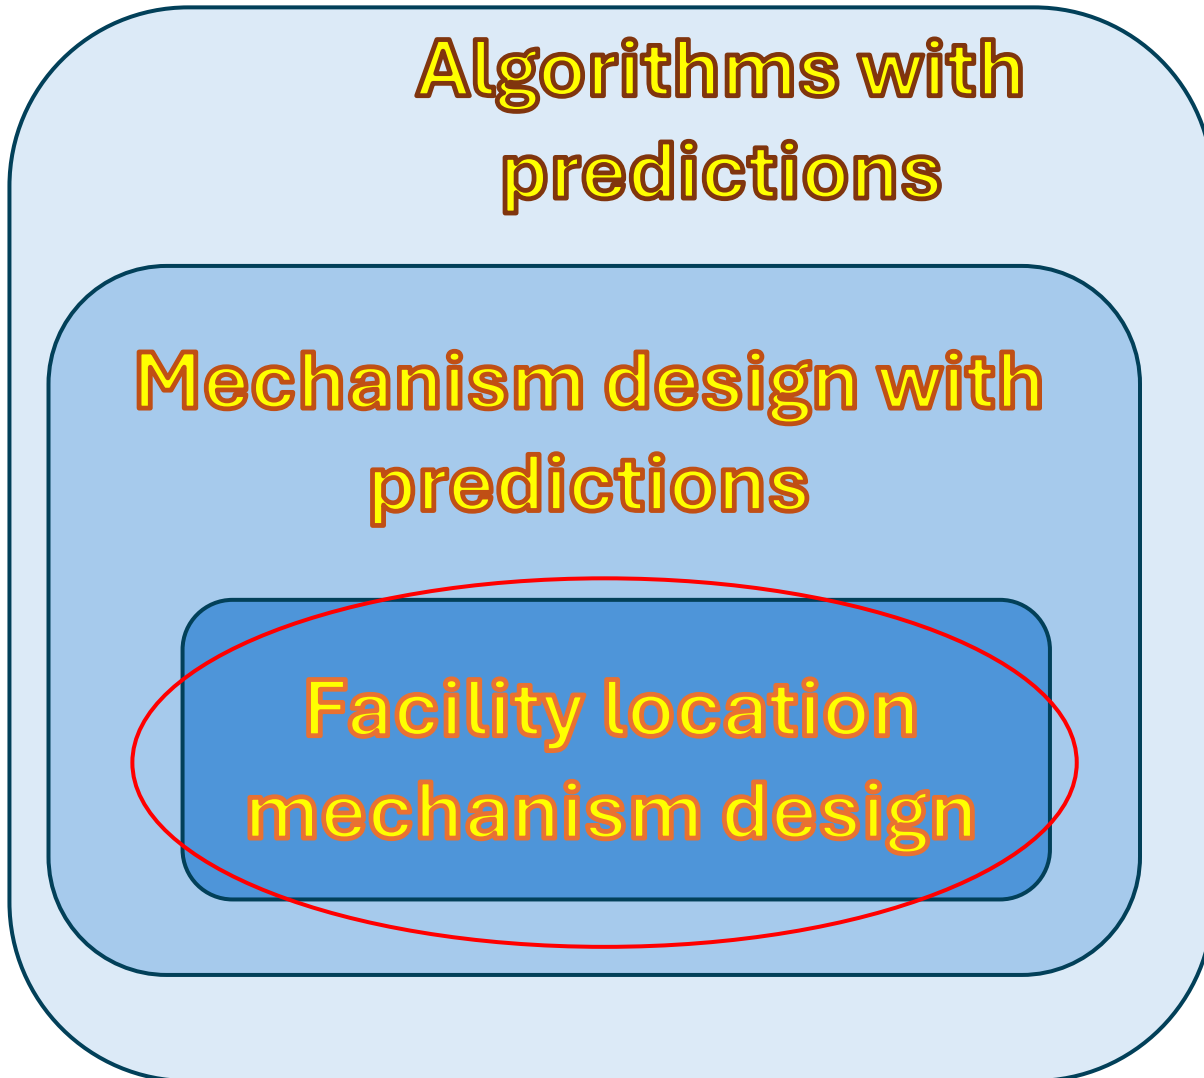 Algorithms with
predictions
Mechanism design with
predictions
Facility location
mechanism design